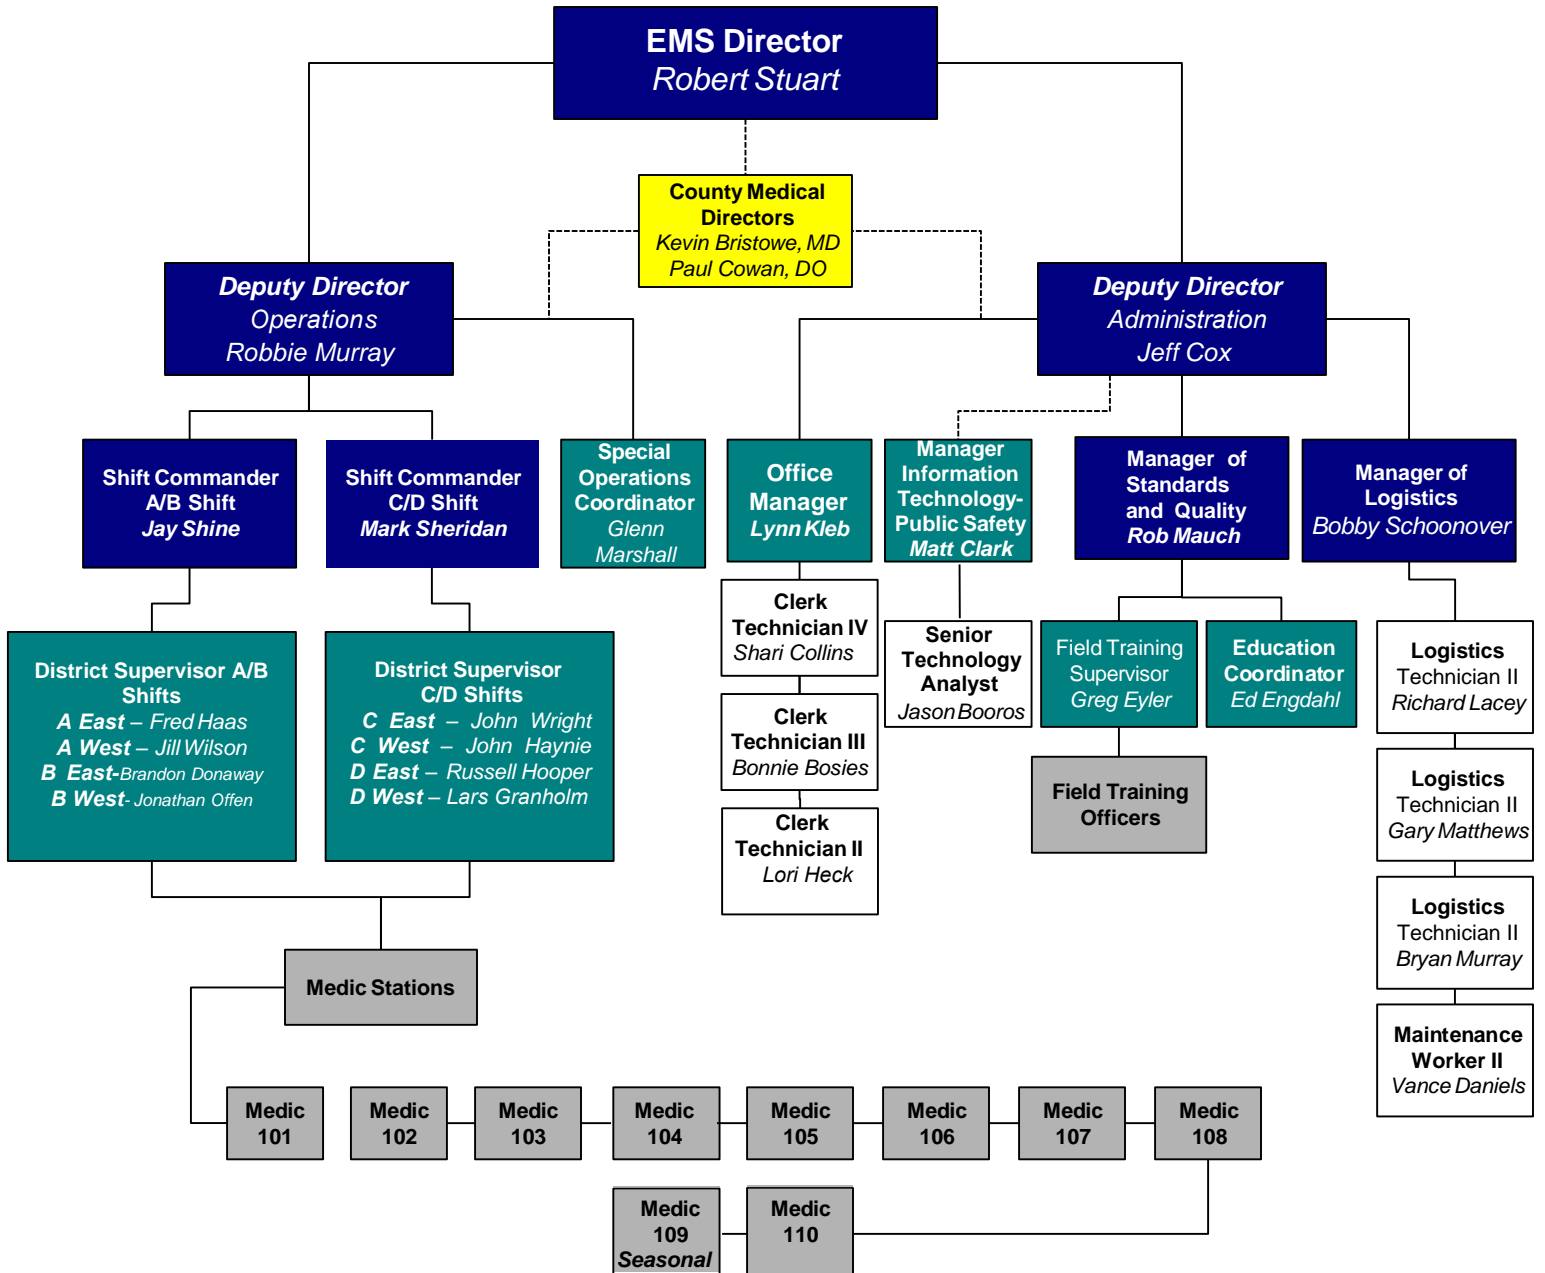 EMS Director
Robert Stuart
County Medical
Directors
Kevin Bristowe, MD
Paul Cowan, DO
Deputy Director
Operations
Robbie Murray
Deputy Director
Administration
Jeff Cox
Shift Commander
A/B Shift
Jay Shine
Shift Commander
C/D Shift
Mark Sheridan
Special
Operations
Coordinator
Glenn
Marshall
Office
Manager
Lynn Kleb
Manager
Information
Technology-
Public Safety
Matt Clark
Manager of
Standards
and Quality
Rob Mauch
Manager of
Logistics
Bobby Schoonover
District Supervisor A/B
Shifts
A East – Fred Haas
A West – Jill Wilson
B East-Brandon Donaway
B West- Jonathan Offen
District Supervisor
C/D Shifts
C East – John Wright
C West – John Haynie
D East – Russell Hooper
D West – Lars Granholm
Clerk
Technician IV
Shari Collins
Clerk
Technician III
Bonnie Bosies
Clerk
Technician II
Lori Heck
Senior
Technology
Analyst
Jason Booros
Field Training
Supervisor
Greg Eyler
Education
Coordinator
Ed Engdahl
Field Training
Officers
Logistics
Technician II
Richard Lacey
Logistics
Technician II
Gary Matthews
Logistics
Technician II
Bryan Murray
Maintenance
Worker II
Vance Daniels
Medic Stations
Medic
101
Medic
102
Medic
103
Medic
104
Medic
105
Medic
106
Medic
107
Medic
108
Medic
109
Seasonal
Medic
110